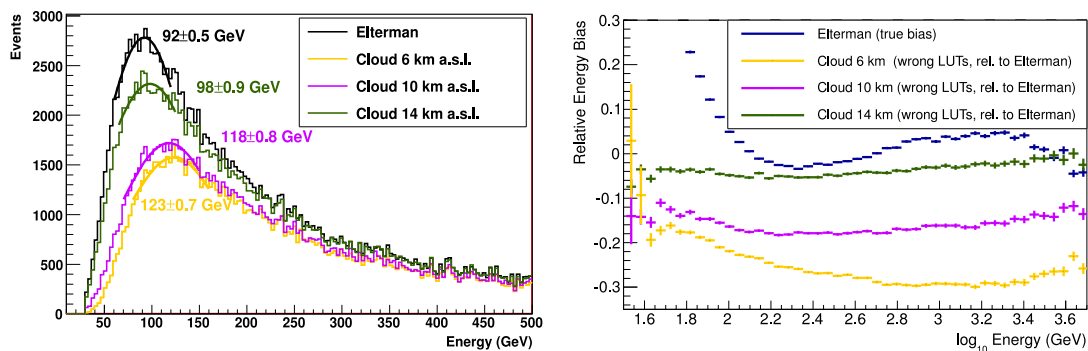 Events
3000
2500
2000
1500
1000
500
0
92±0.5 GeV
98±0.9 GeV
118±0.8 GeV
123±0.7 GeV
Elterman
Cloud 6 km a.s.l.
Cloud 10 km a.s.l.
Cloud 14 km a.s.l.
50 100 150 200 250 300 350 400 450 500
Energy (GeV)
Relative Energy Bias
0.3
0.2
0.1
0
-0.1
-0.2
-0.3
Elterman (true bias)
Cloud 6 km (wrong LUTs, rel. to Elterman)
Cloud 10 km (wrong LUTs, rel. to Elterman)
Cloud 14 km (wrong LUTs, rel. to Elterman)
1.6 1.8 2 2.2 2.4 2.6 2.8 3 3.2 3.4 3.6
log10 Energy (GeV)